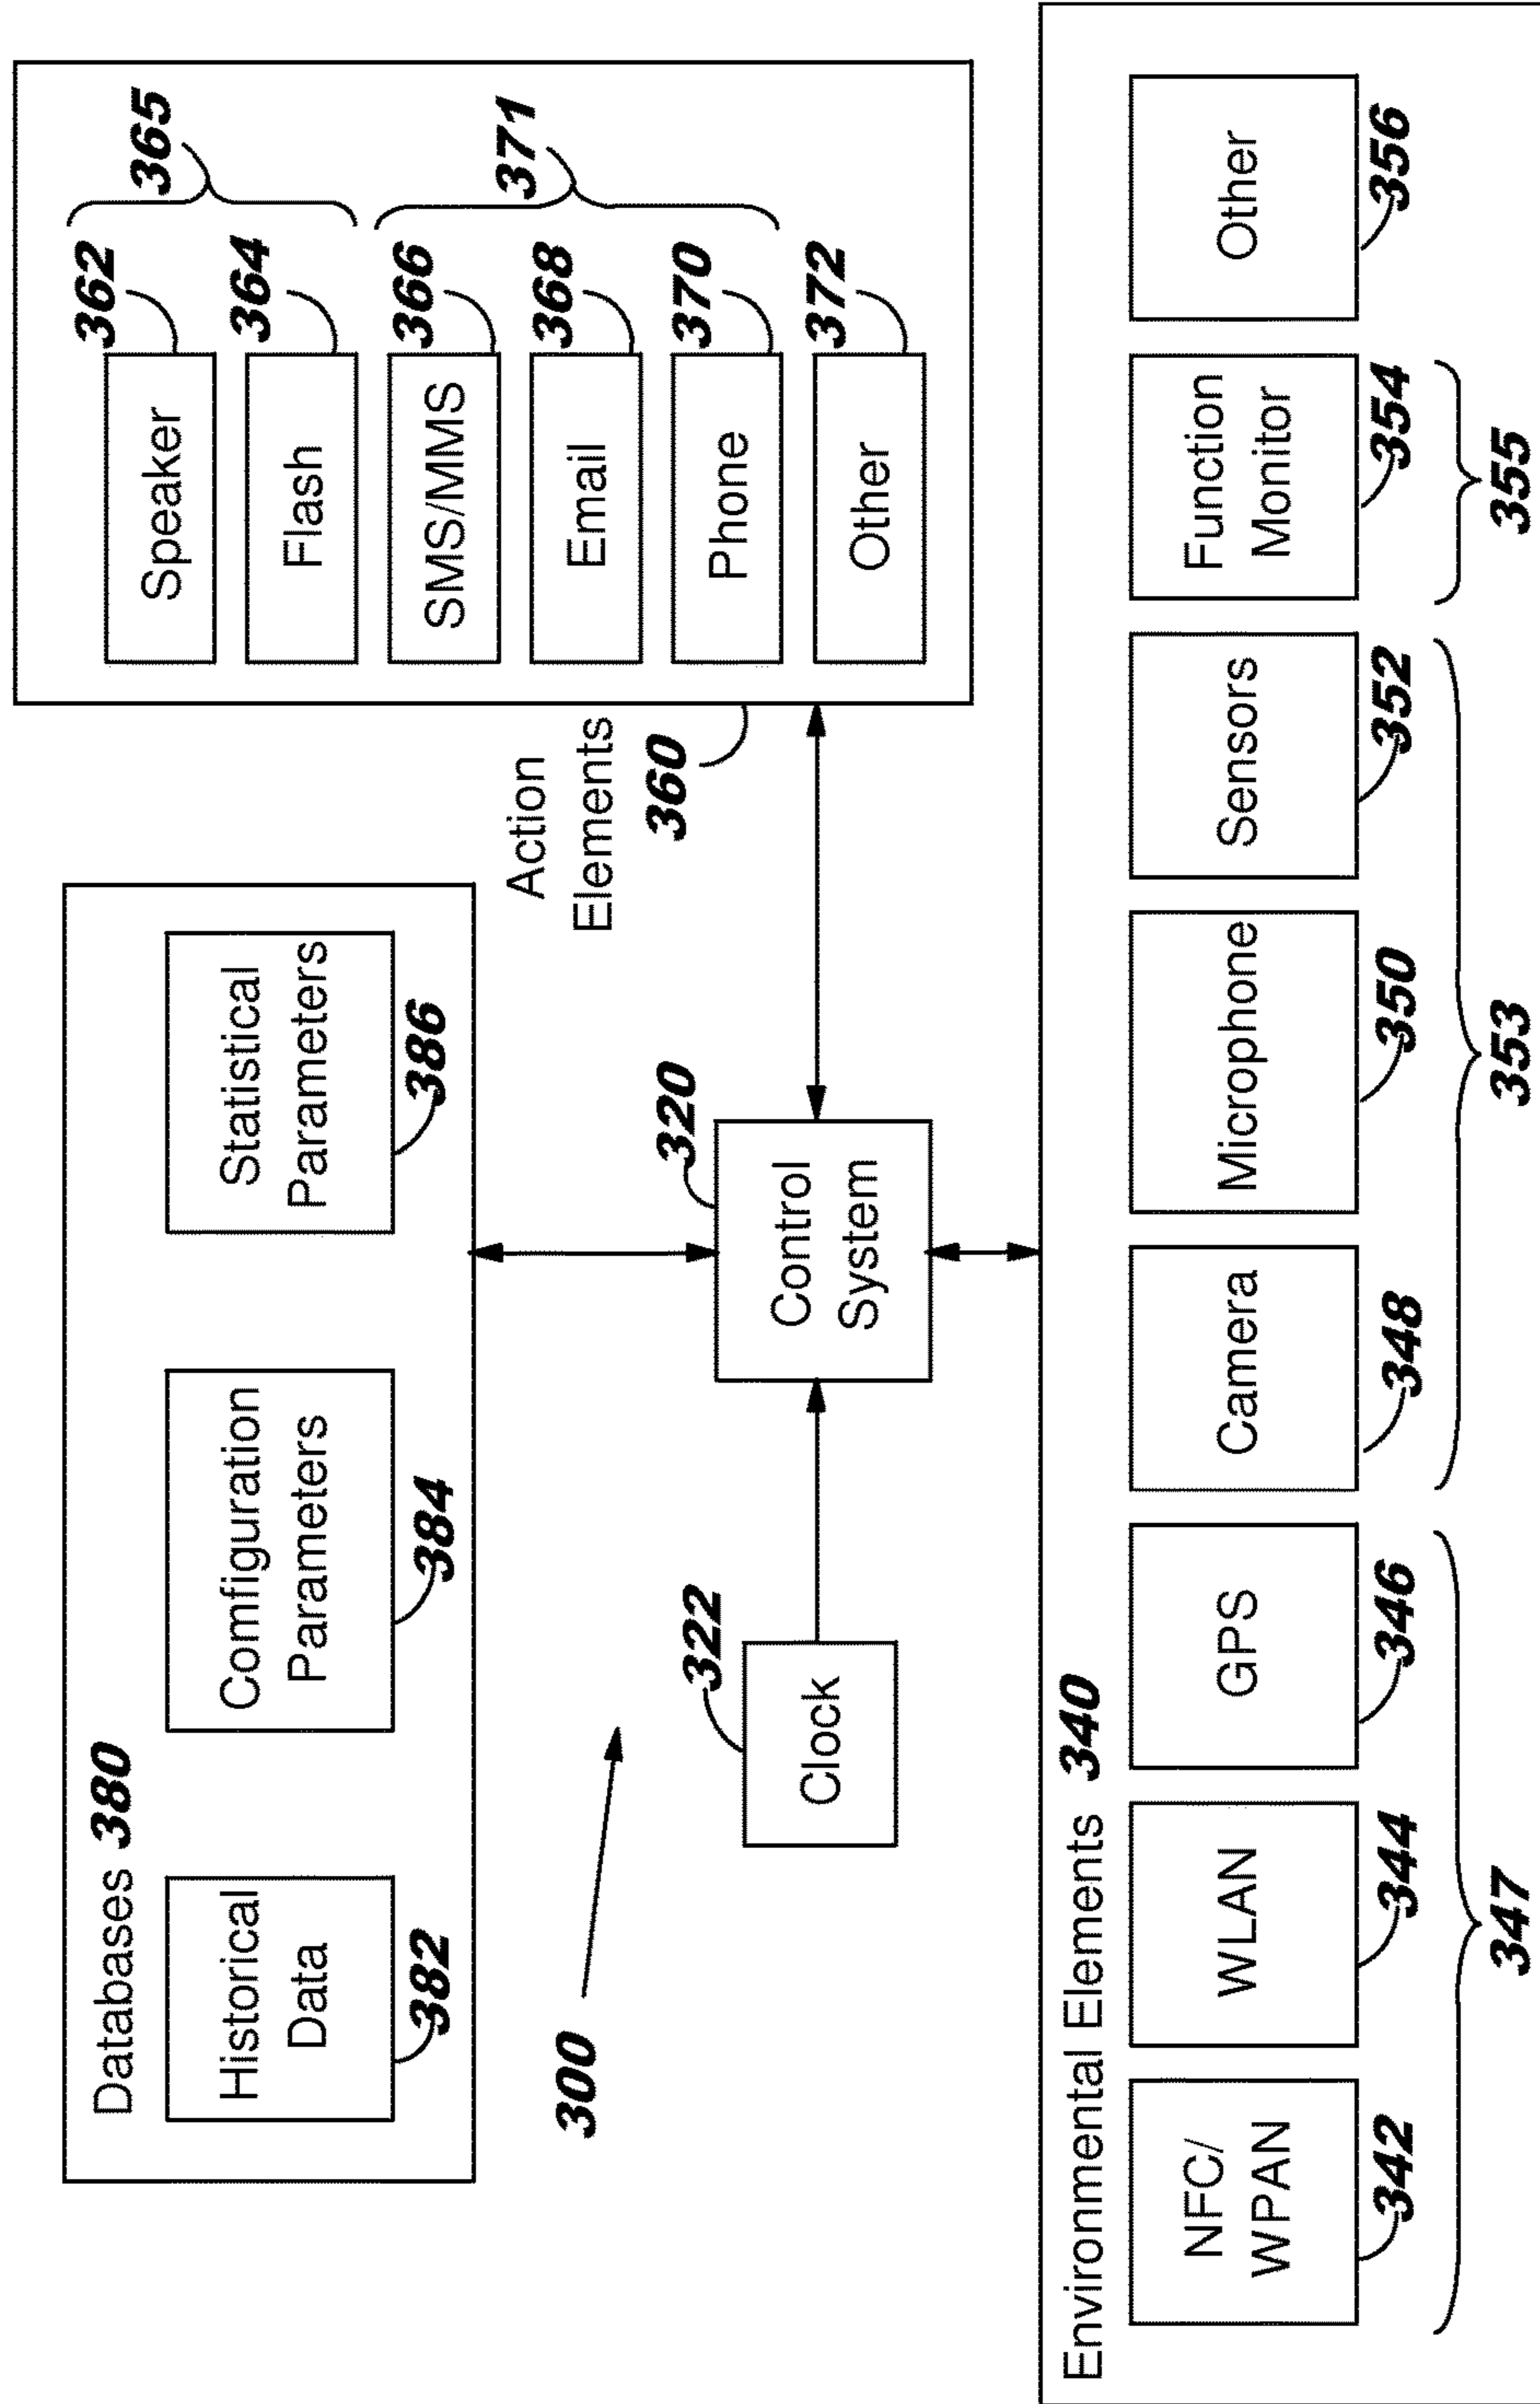 Databases 380
Historical
Data
382
Comfiguration
Parameters
384
Statistical
Parameters
386
Action
Elements
360
Speaker
362
Flash
364
365
SMS/MMS
366
Email
368
Phone
370
371
Other
372
300
Clock
322
Control
System
320
Environmental Elements 340
NFC/
WPAN
342
WLAN
344
GPS
346
347
Camera
348
Microphone
350
Sensors
352
353
Function
Monitor
354
355
Other
356